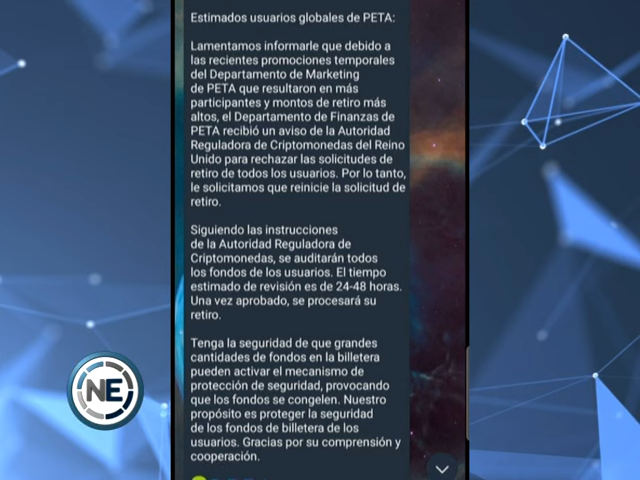 Estimados usuarios globales de PETA:
Lamentamos informarle que debido a
las recientes promociones temporales
del Departamento de Marketing
de PETA que resultaron en más
participantes y montos de retiro más
altos, el Departamento de Finanzas de
PETA recibió un aviso de la Autoridad
Reguladora de Criptomonedas del Reino
Unido para rechazar las solicitudes de
retiro de todos los usuarios. Por lo tanto,
le solicitamos que reinicie la solicitud de
retiro.
Siguiendo las instrucciones
de la Autoridad Reguladora de
Criptomonedas, se auditarán todos
los fondos de los usuarios. El tiempo
estimado de revisión es de 24-48 horas.
Una vez aprobado, se procesará su
retiro.
Tenga la seguridad de que grandes
cantidades de fondos en la billetera
pueden activar el mecanismo de
protección de seguridad, provocando
que los fondos se congelen. Nuestro
propósito es proteger la seguridad
de los fondos de billetera de los
usuarios. Gracias por su comprensión y
cooperación.
NE